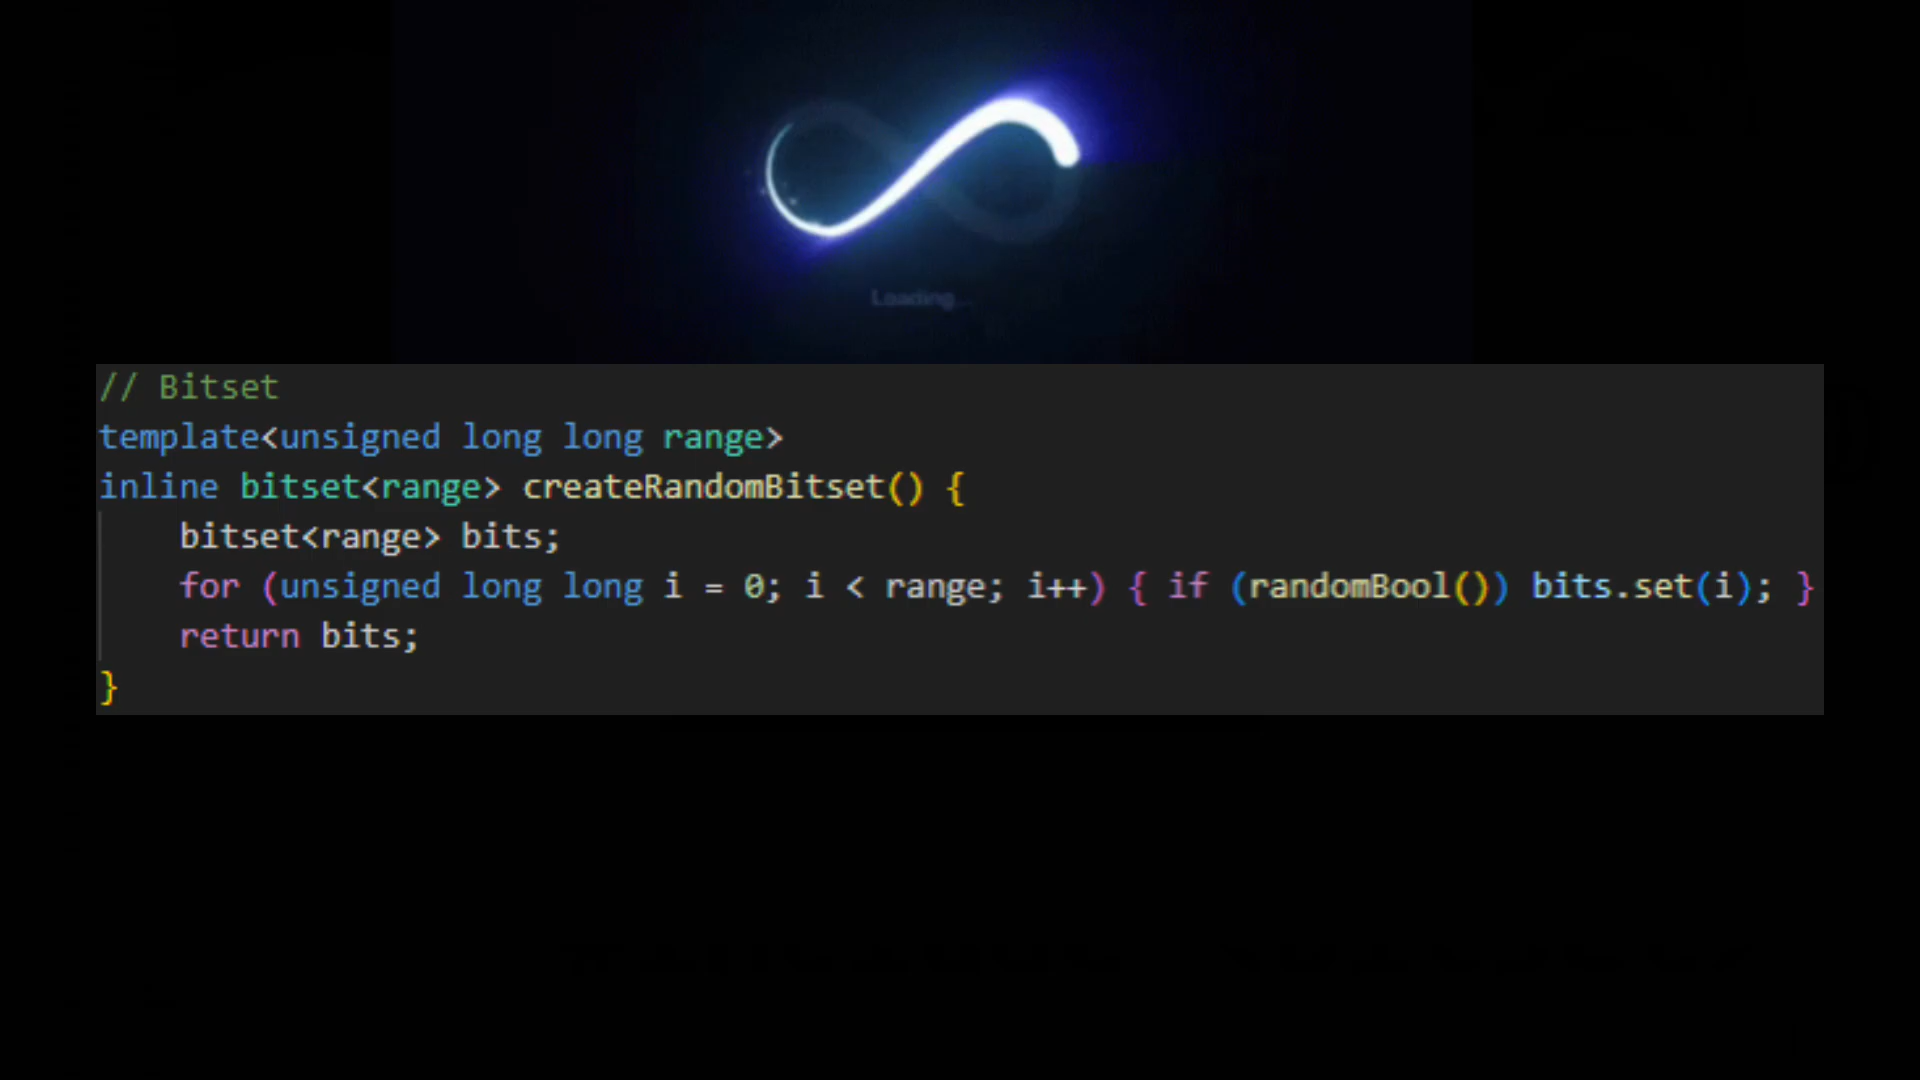 Loading...
// Bitset
template<unsigned long long range>
inline bitset<range> createRandomBitset() {
    bitset<range> bits;
    for (unsigned long long i = 0; i < range; i++) { if (randomBool()) bits.set(i); }
    return bits;
}